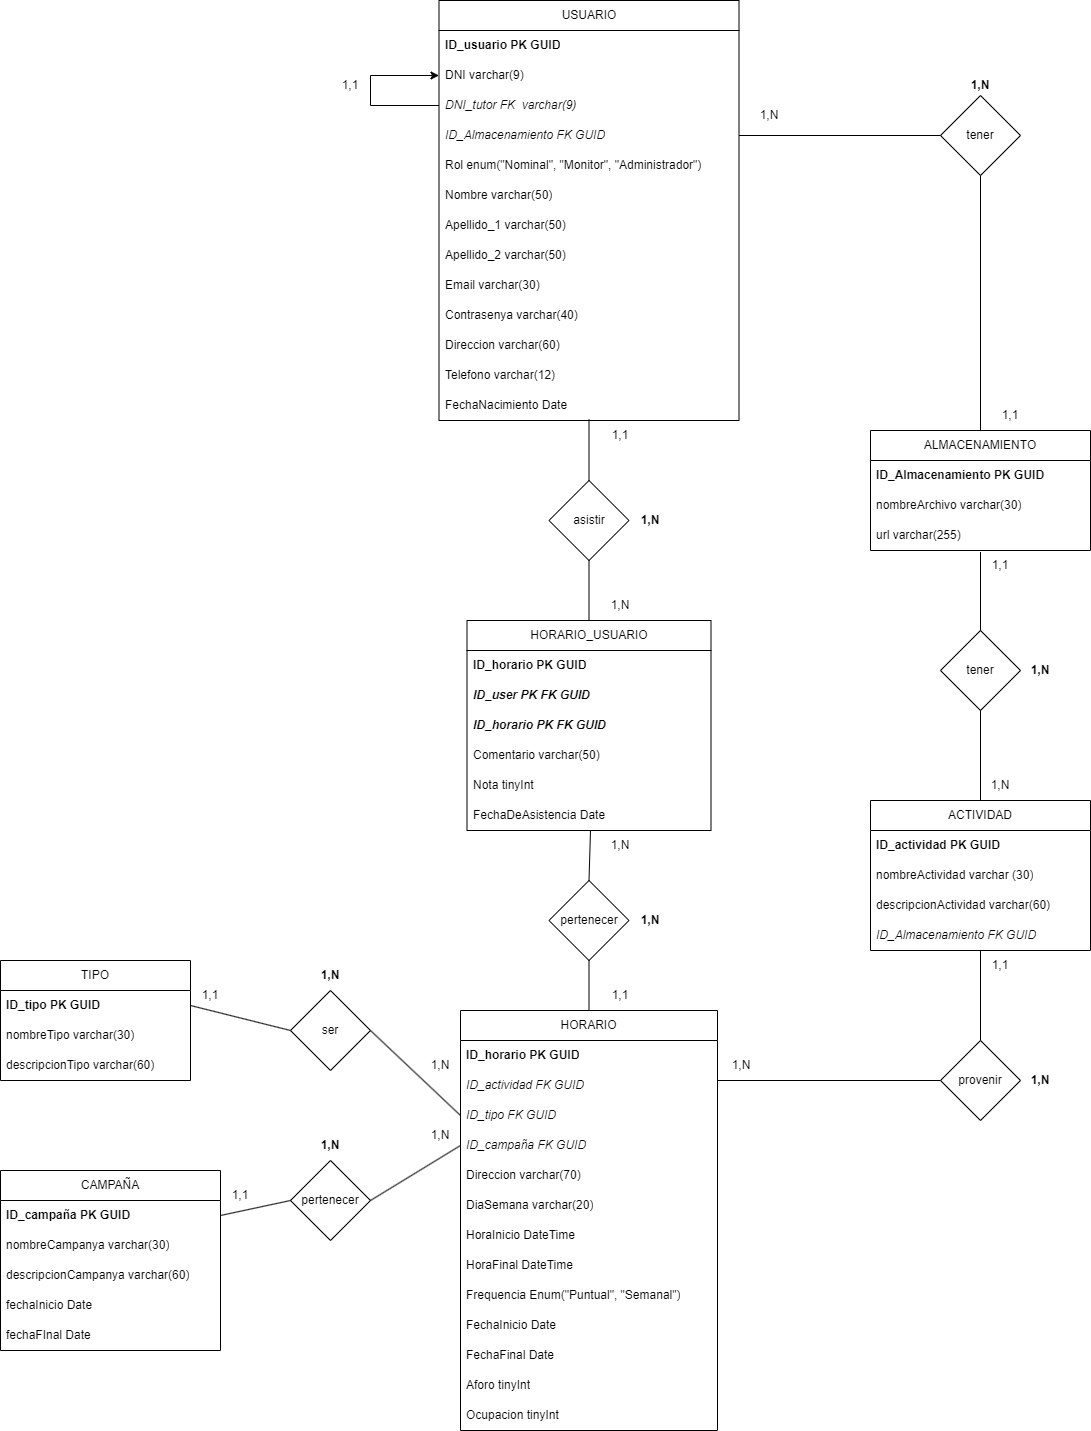 USUARIO
ID_usuario PK GUID
DNI varchar(9)
1,1
DNI_tutor FK  varchar(9)
ID_Almacenamiento FK GUID
Rol enum("Nominal", "Monitor", "Administrador")
Nombre varchar(50)
Apellido_1 varchar(50)
Apellido_2 varchar(50)
Email varchar(30)
Contrasenya varchar(40)
Direccion varchar(60)
Telefono varchar(12)
FechaNacimiento Date
1,N
1,N
tener
1,1
ALMACENAMIENTO
ID_Almacenamiento PK GUID
nombreArchivo varchar(30)
url varchar(255)
1,1
asistir
1,N
1,N
HORARIO_USUARIO
ID_horario PK GUID
ID_user PK FK GUID
ID_horario PK FK GUID
Comentario varchar(50)
Nota tinyInt
FechaDeAsistencia Date
1,1
tener
1,N
1,N
ACTIVIDAD
ID_actividad PK GUID
nombreActividad varchar (30)
descripcionActividad varchar(60)
ID_Almacenamiento FK GUID
1,N
pertenecer
1,N
1,1
1,1
provenir
1,N
1,N
TIPO
ID_tipo PK GUID
nombreTipo varchar(30)
descripcionTipo varchar(60)
1,1
1,N
ser
1,N
CAMPAÑA
ID_campaña PK GUID
nombreCampanya varchar(30)
descripcionCampanya varchar(60)
fechaInicio Date
fechaFInal Date
1,1
1,N
pertenecer
1,N
HORARIO
ID_horario PK GUID
ID_actividad FK GUID
ID_tipo FK GUID
ID_campaña FK GUID
Direccion varchar(70)
DiaSemana varchar(20)
HoraInicio DateTime
HoraFinal DateTime
Frequencia Enum("Puntual", "Semanal")
FechaInicio Date
FechaFinal Date
Aforo tinyInt
Ocupacion tinyInt